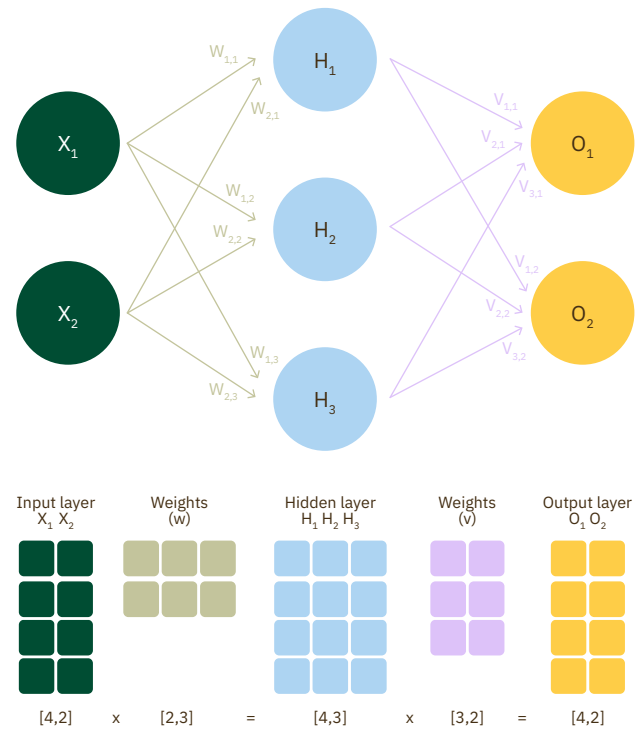 W1,1
H1
W2,1
V1,1
X1
V2,1
O1
V3,1
W1,2
W2,2
H2
V1,2
X2
V2,2
O2
W1,3
V3,2
W2,3
H3
Input layer
X1 X2
Weights
(w)
Hidden layer
H1 H2 H3
Weights
(v)
Output layer
O1 O2
[4,2] x [2,3] = [4,3] x [3,2] = [4,2]